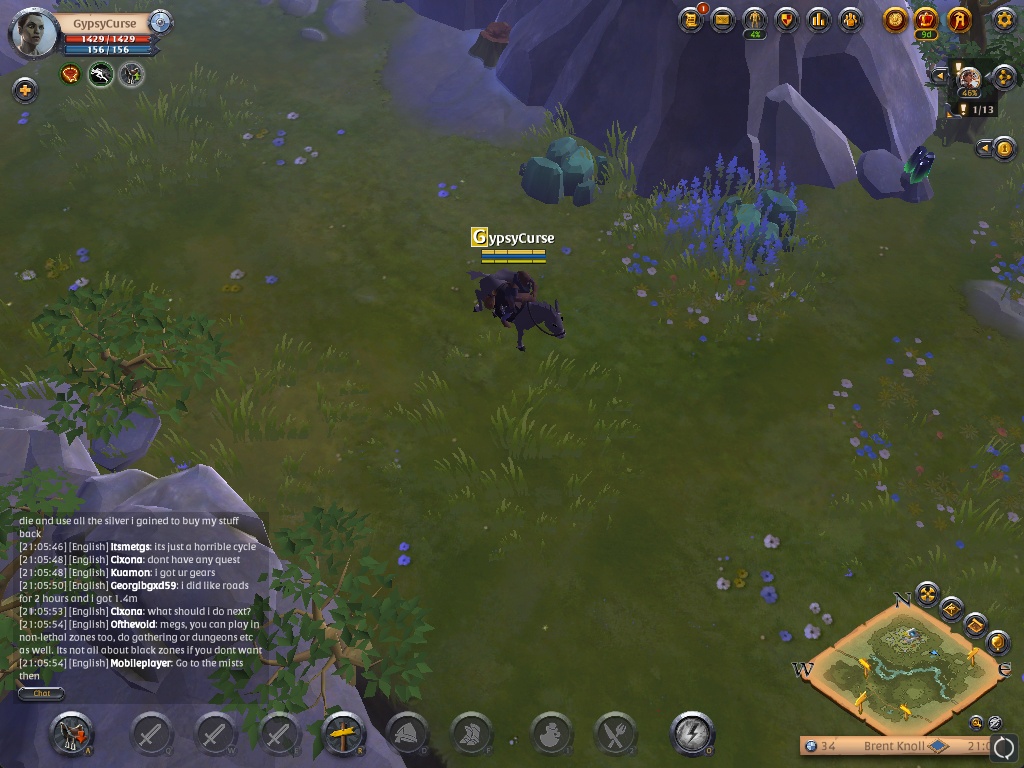 GypsyCurse
1429 / 1429
156 / 156
1
4%
9d
46%
1/13
GypsyCurse
die and use all the silver i gained to buy my stuff
back
[21:05:46] [English] Itsmetgs: its just a horrible cycle
[21:05:48] [English] Cixona: dont have any quest
[21:05:48] [English] Kuamon: i got ur gears
[21:05:50] [English] Georgibgxd59: i did like roads
for 2 hours and i got 1.4m
[21:05:53] [English] Cixona: what should i do next?
[21:05:54] [English] Ofthevoid: megs, you can play in
non-lethal zones too, do gathering or dungeons etc
as well. Its not all about black zones if you dont want
[21:05:54] [English] Mobileplayer: Go to the mists
then
Chat
N
W
E
A
Q
W
E
R
D
F
34
Brent Knoll